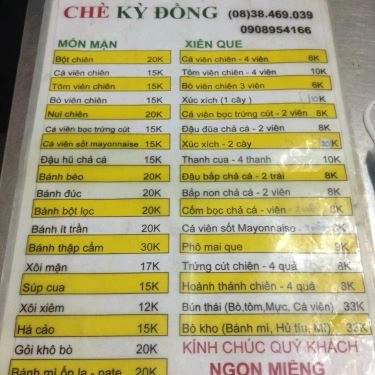 CHÈ KỲ ĐỒNG (08)38.469.039
0908954166
MÓN MẶN
Bột chiên 20K
Cá viên chiên 15K
Tôm viên chiên 15K
Bò viên chiên 15K
Nui chiên 20K
Cá viên bọc trứng cút 15K
Cá viên sốt mayonnaise 15K
Đậu hũ chả cá 15K
Bánh bèo 20K
Bánh đúc 20K
Bánh bột lọc 20K
Bánh ít trần 20K
Bánh thập cẩm 30K
Xôi mặn 17K
Súp cua 15K
Xôi xiêm 12K
Há cảo 15K
Gỏi khô bò 20K
Bánh mì ốp la - pate 20K
XIÊN QUE
Cá viên chiên - 4 viên 8K
Tôm viên chiên - 4 viên 10K
Bò viên chiên 3 viên 8K
Xúc xích (1 cây) 10K
Cá viên bọc trứng cút - 2 viên 8K
Đậu đũa chả cá - 2 viên 8K
Xúc xích - 2 cây
Thanh cua - 4 thanh 10K
Đậu bắp chả cá - 2 trái 8K
Bắp non chả cá - 2 viên 8K
Cốm bọc chả cá - viên 8K
Cá viên sốt Mayonnaise 8K
Phô mai que 9K
Trứng cút chiên - 4 quả 8K
Hoành thánh chiên - 4 quả 8K
Bún thái (Bò,tôm,Mực, Cá viên) 33K
Bò kho (Bánh mì, Hủ tíu, Mì) 33K
KÍNH CHÚC QUÝ KHÁCH
NGON MIỆNG